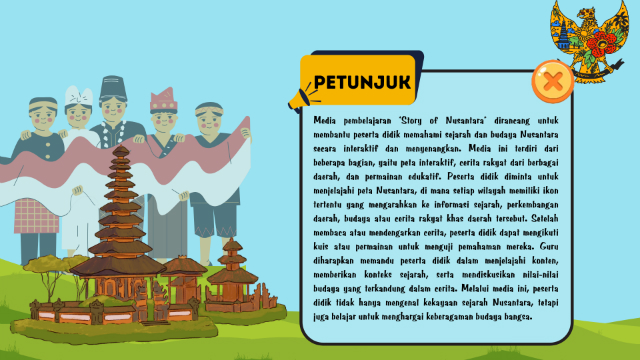 PETUNJUK
Media pembelajaran "Story of Nusantara" dirancang untuk
membantu peserta didik memahami sejarah dan budaya Nusantara
secara interaktif dan menyenangkan. Media ini terdiri dari
beberapa bagian, yaitu peta interaktif, cerita rakyat dari berbagai
daerah, dan permainan edukatif. Peserta didik diminta untuk
menjelajahi peta Nusantara, di mana setiap wilayah memiliki ikon
tertentu yang mengarahkan ke informasi sejarah, perkembangan
daerah, budaya atau cerita rakyat khas daerah tersebut. Setelah
membaca atau mendengarkan cerita, peserta didik dapat mengikuti
kuis atau permainan untuk menguji pemahaman mereka. Guru
diharapkan memandu peserta didik dalam menjelajahi konten,
memberikan konteks sejarah, serta mendiskusikan nilai-nilai
budaya yang terkandung dalam cerita. Melalui media ini, peserta
didik tidak hanya mengenal kekayaan sejarah Nusantara, tetapi
juga belajar untuk menghargai keberagaman budaya bangsa.